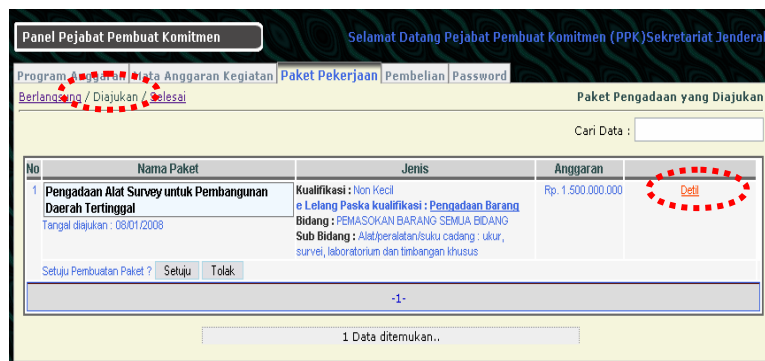 Panel Pejabat Pembuat Komitmen
Selamat Datang Pejabat Pembuat Komitmen (PPK)Sekretariat Jenderal
Program Anggaran Mata Anggaran Kegiatan Paket Pekerjaan Pembelian Password
Berlangsung / Diajukan / Selesai
Paket Pengadaan yang Diajukan
Cari Data :
No Nama Paket Jenis Anggaran
1 Pengadaan Alat Survey untuk Pembangunan
Daerah Tertinggal
Tangal diajukan : 08/01/2008
Kualifikasi : Non Kecil
e Lelang Paska kualifikasi : Pengadaan Barang
Bidang : PEMASOKAN BARANG SEMUA BIDANG
Sub Bidang : Alat/peralatan/suku cadang : ukur,
survei, laboratorium dan timbangan khusus
Rp. 1.500.000.000
Detil
Setuju Pembuatan Paket ? Setuju Tolak
-1-
1 Data ditemukan..